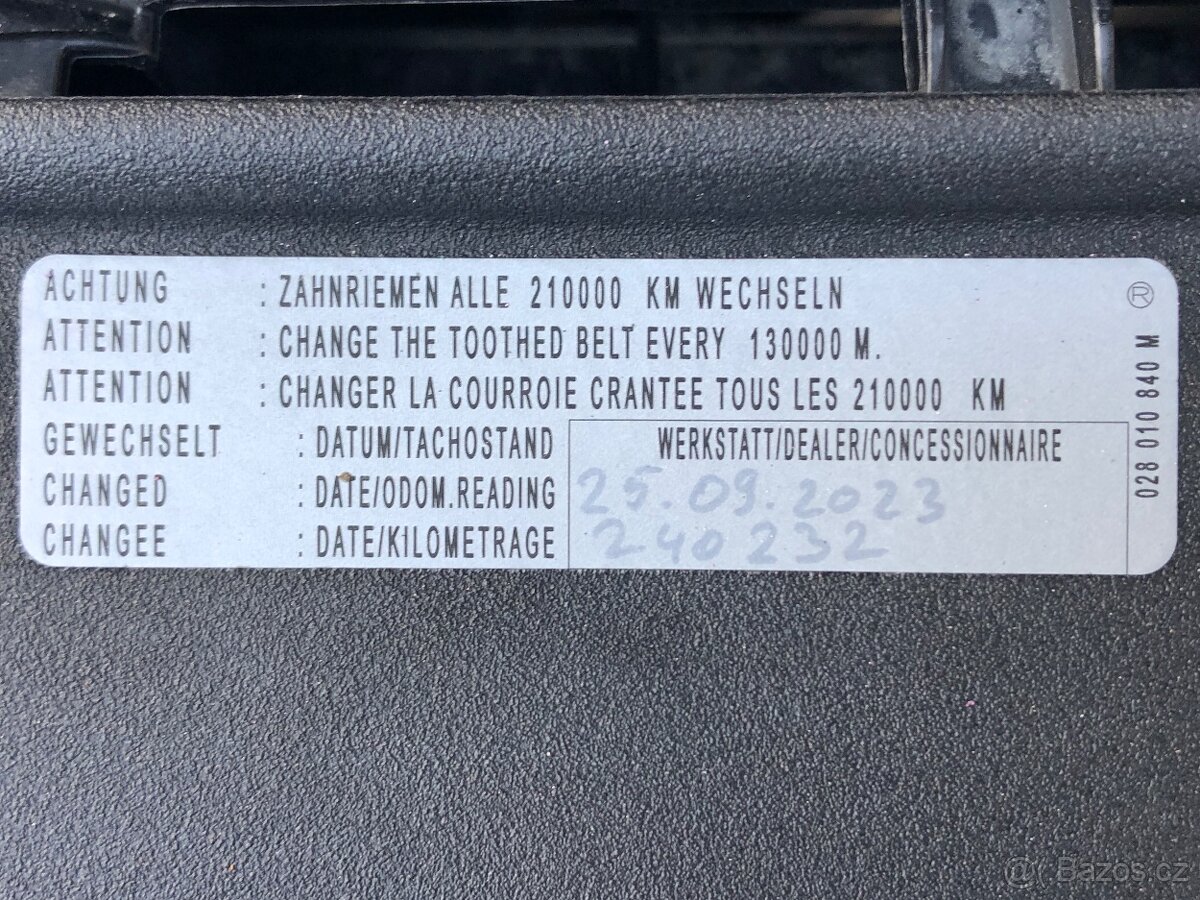 ACHTUNG : ZAHNRIEMEN ALLE 210000 KM WECHSELN
ATTENTION : CHANGE THE TOOTHED BELT EVERY 130000 M.
ATTENTION : CHANGER LA COURROIE CRANTEE TOUS LES 210000 KM
GEWECHSELT : DATUM/TACHOSTAND WERKSTATT/DEALER/CONCESSIONNAIRE
CHANGED : DATE/ODOM.READING 25.09.2023
CHANGEE : DATE/KILOMETRAGE 240232
® 028 010 840 M
@ Bazos.cz